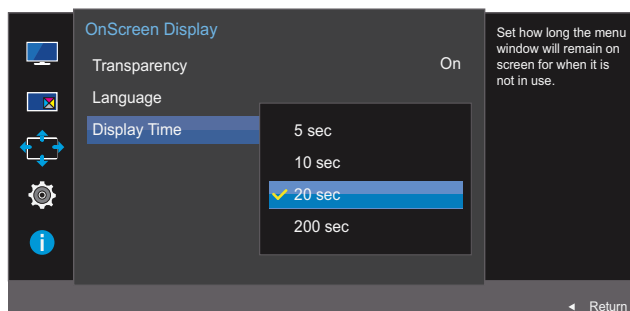 OnScreen Display
Transparency On
Language
Display Time
5 sec
10 sec
20 sec
200 sec
Set how long the menu
window will remain on
screen for when it is
not in use.
Return